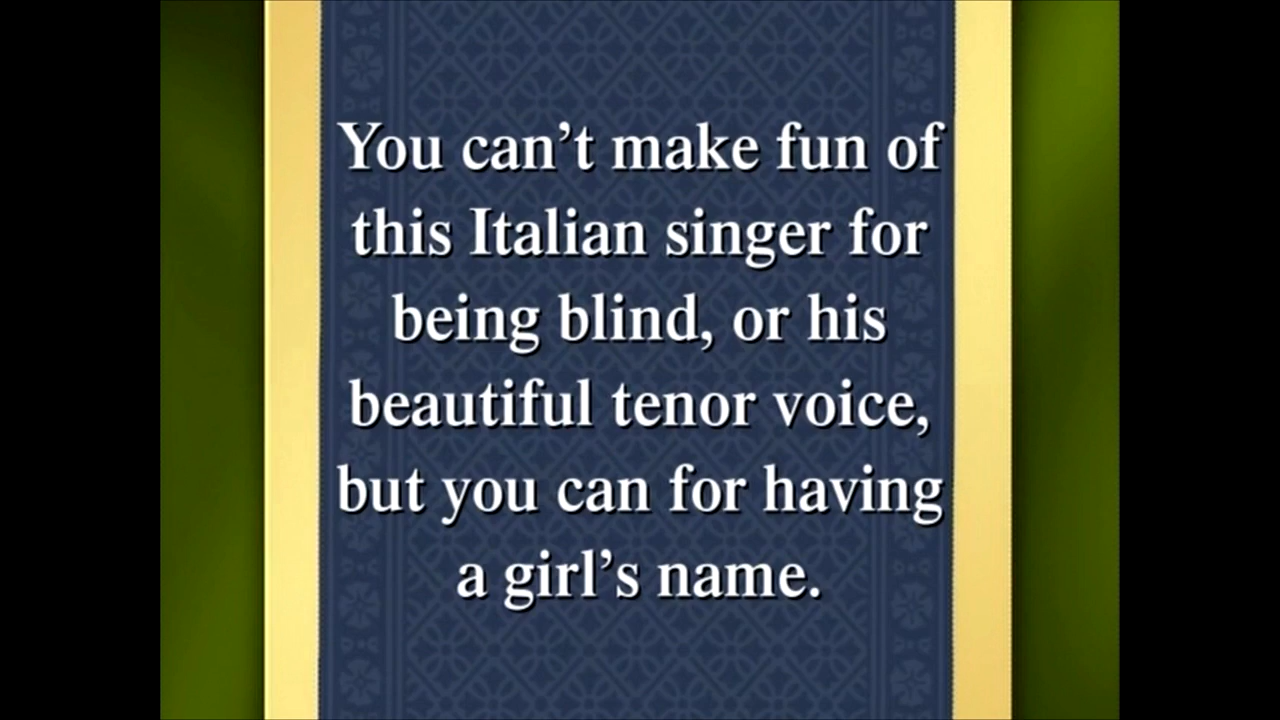 You can’t make fun of
this Italian singer for
being blind, or his
beautiful tenor voice,
but you can for having
a girl’s name.